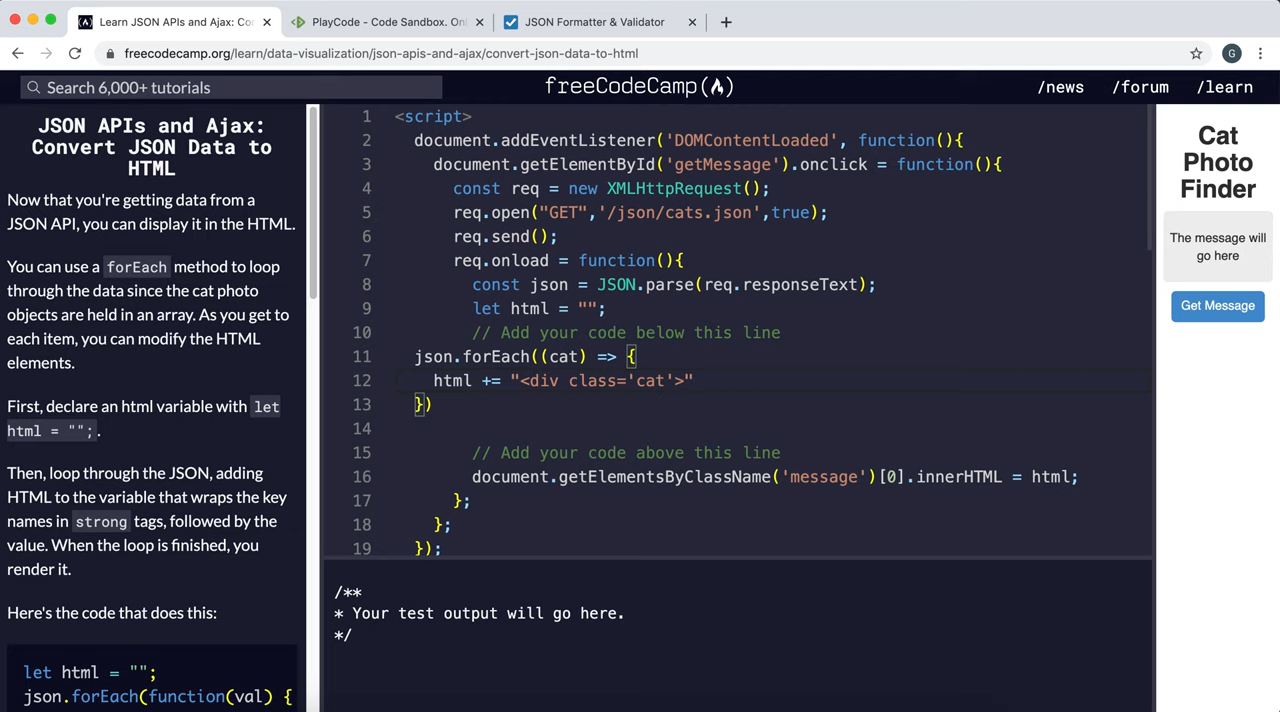 Learn JSON APIs and Ajax: Co
PlayCode - Code Sandbox. Onl
JSON Formatter & Validator
freecodecamp.org/learn/data-visualization/json-apis-and-ajax/convert-json-data-to-html
G
Search 6,000+ tutorials
freeCodeCamp
/news
/forum
/learn
JSON APIs and Ajax:
Convert JSON Data to
HTML
Now that you're getting data from a
JSON API, you can display it in the HTML.
You can use a forEach method to loop
through the data since the cat photo
objects are held in an array. As you get to
each item, you can modify the HTML
elements.
First, declare an html variable with let
html = "";.
Then, loop through the JSON, adding
HTML to the variable that wraps the key
names in strong tags, followed by the
value. When the loop is finished, you
render it.
Here's the code that does this:
let html = "";
json.forEach(function(val) {
1 <script>
2 document.addEventListener('DOMContentLoaded', function(){
3 document.getElementById('getMessage').onclick = function(){
4 const req = new XMLHttpRequest();
5 req.open("GET",'/json/cats.json',true);
6 req.send();
7 req.onload = function(){
8 const json = JSON.parse(req.responseText);
9 let html = "";
10 // Add your code below this line
11 json.forEach((cat) => {
12 html += "<div class='cat'>"
13 })
14
15 // Add your code above this line
16 document.getElementsByClassName('message')[0].innerHTML = html;
17 };
18 };
19 });
/**
* Your test output will go here.
*/
Cat
Photo
Finder
The message will
go here
Get Message